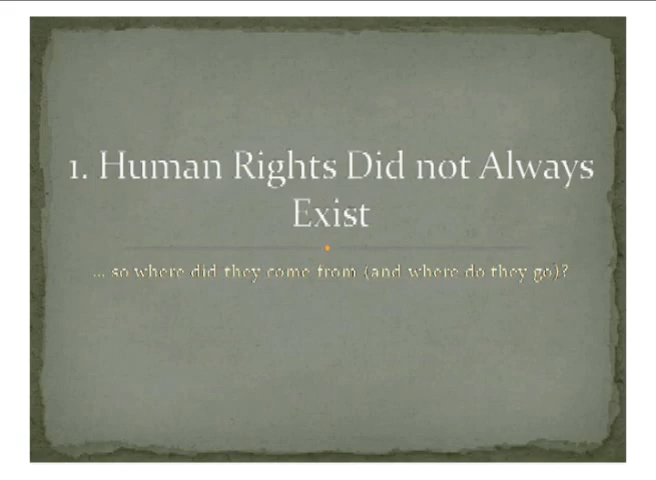 1. Human Rights Did not Always
Exist
... so where did they come from (and where do they go)?